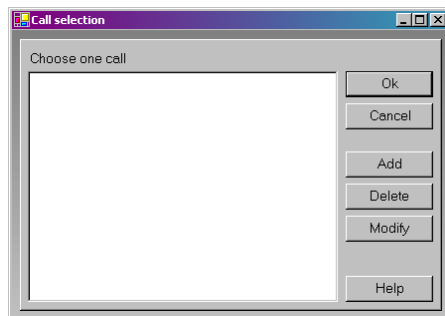 Call selection
Choose one call
Ok
Cancel
Add
Delete
Modify
Help